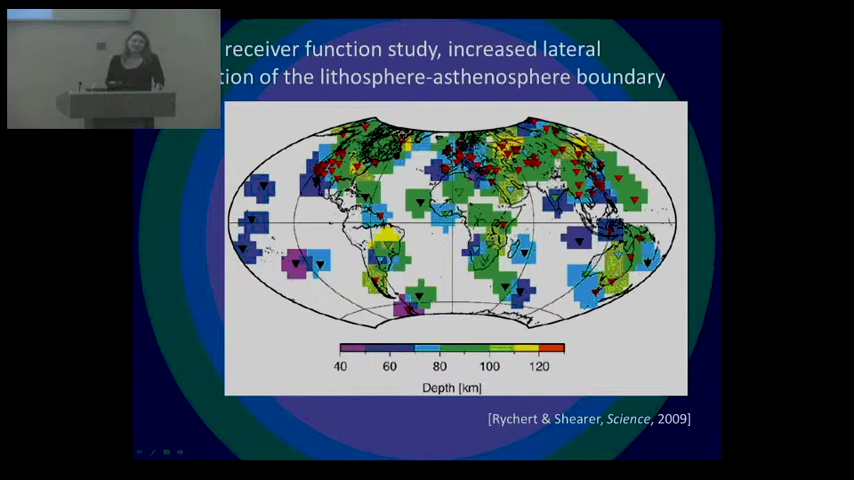 receiver function study, increased lateral
tion of the lithosphere-asthenosphere boundary
40 60 80 100 120
Depth [km]
[Rychert & Shearer, Science, 2009]